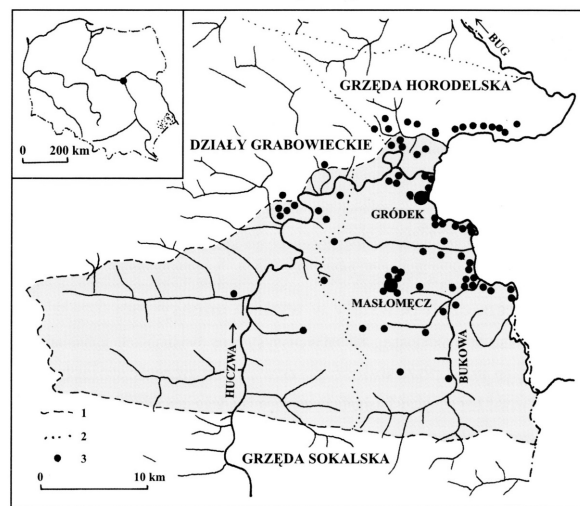 0 200 km
BUG
GRZĘDA HORODELSKA
DZIAŁY GRABOWIECKIE
GRÓDEK
MASŁOMĘCZ
HUCZWA
BUKOWA
1
2
3
0 10 km
GRZĘDA SOKALSKA